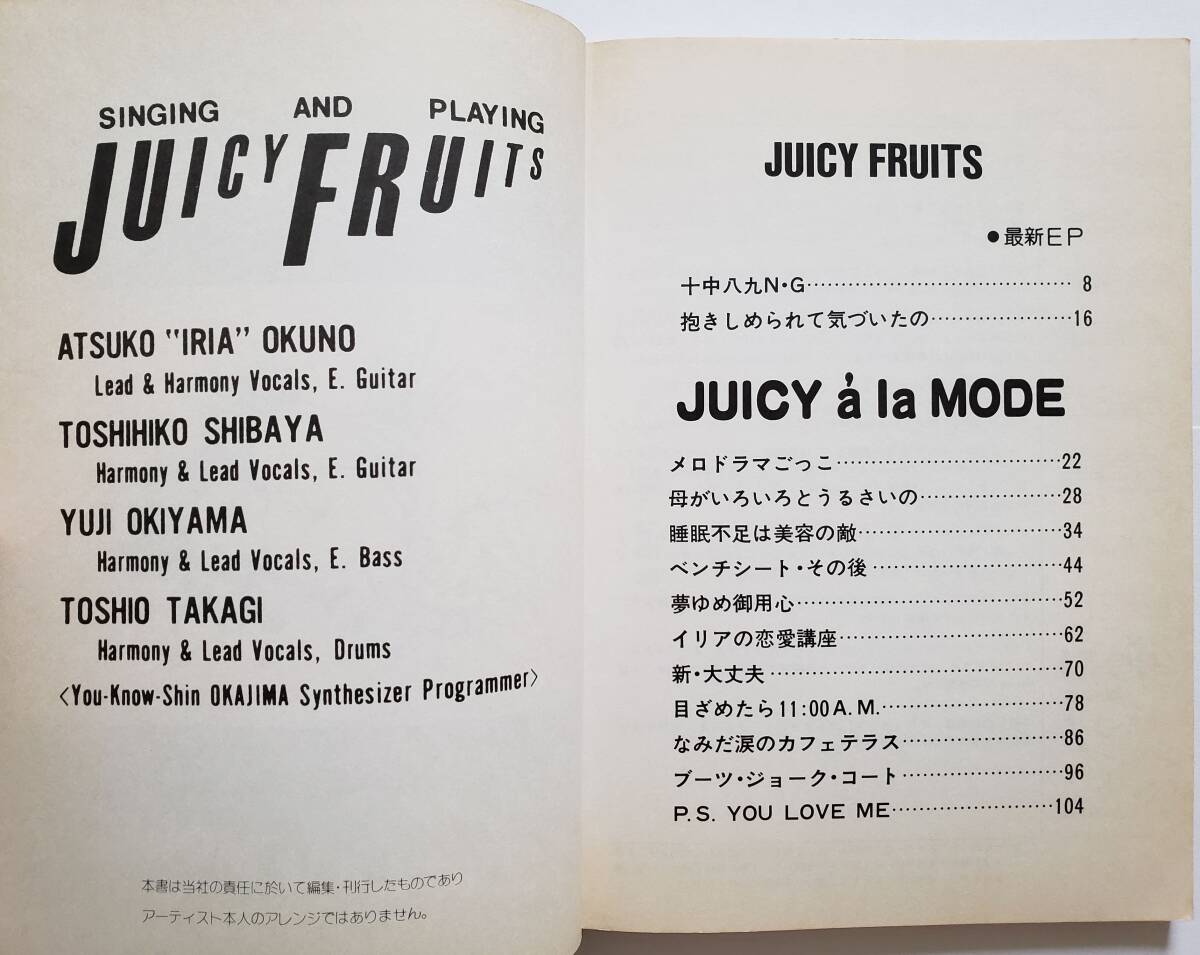 SINGING AND PLAYING
JUICY FRUITS
ATSUKO "IRIA" OKUNO
Lead & Harmony Vocals, E. Guitar
TOSHIHIKO SHIBAYA
Harmony & Lead Vocals, E. Guitar
YUJI OKIYAMA
Harmony & Lead Vocals, E. Bass
TOSHIO TAKAGI
Harmony & Lead Vocals, Drums
〈You-Know-Shin OKAJIMA Synthesizer Programmer〉
本書は当社の責任に於いて編集・刊行したものであり
アーティスト本人のアレンジではありません。
JUICY FRUITS
●最新EP
十中八九N・G……………………………… 8
抱きしめられて気づいたの…………………16
JUICY à la MODE
メロドラマごっこ……………………………22
母がいろいろとうるさいの…………………28
睡眠不足は美容の敵…………………………34
ベンチシート・その後………………………44
夢ゆめ御用心…………………………………52
イリアの恋愛講座……………………………62
新・大丈夫……………………………………70
目ざめたら11:00A.M.………………………78
なみだ涙のカフェテラス……………………86
ブーツ・ジョーク・コート…………………96
P.S. YOU LOVE ME……………………104